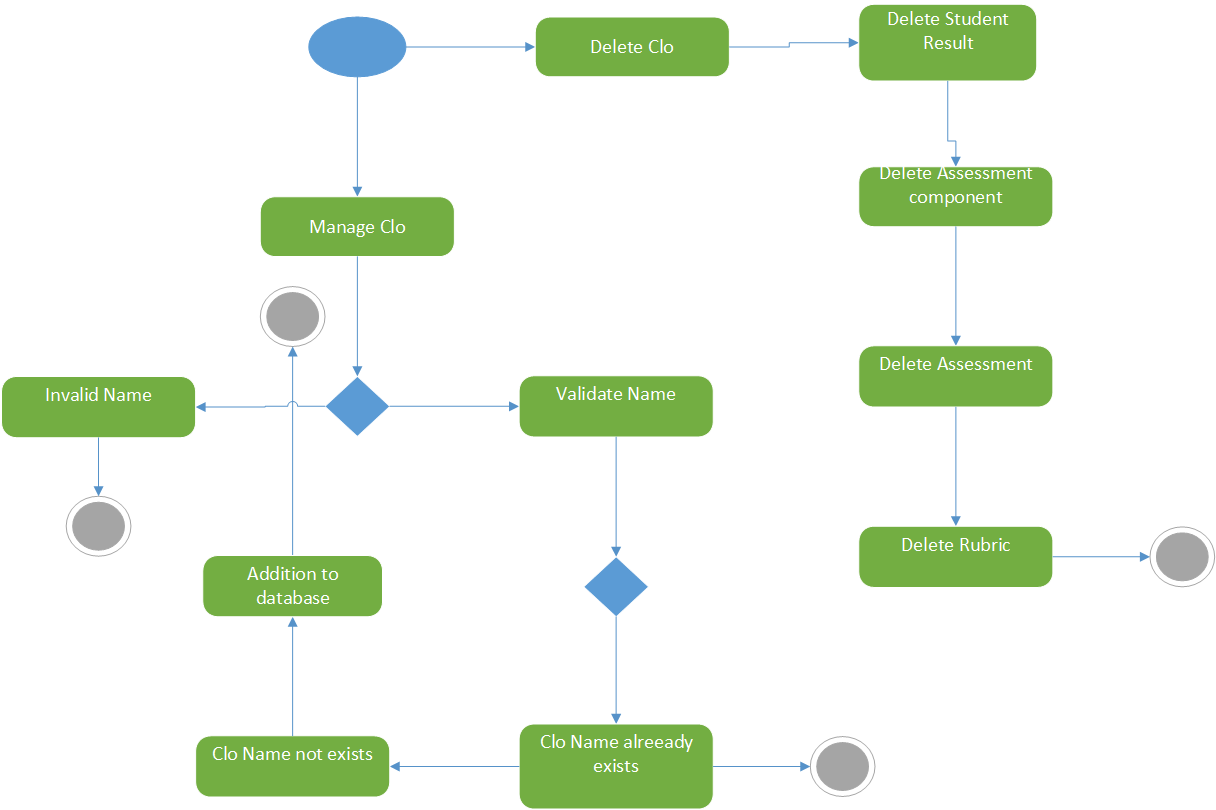 Delete Clo
Delete Student
Result
Delete Assessment
component
Manage Clo
Invalid Name
Validate Name
Delete Assessment
Addition to
database
Delete Rubric
Clo Name not exists
Clo Name alreeady
exists